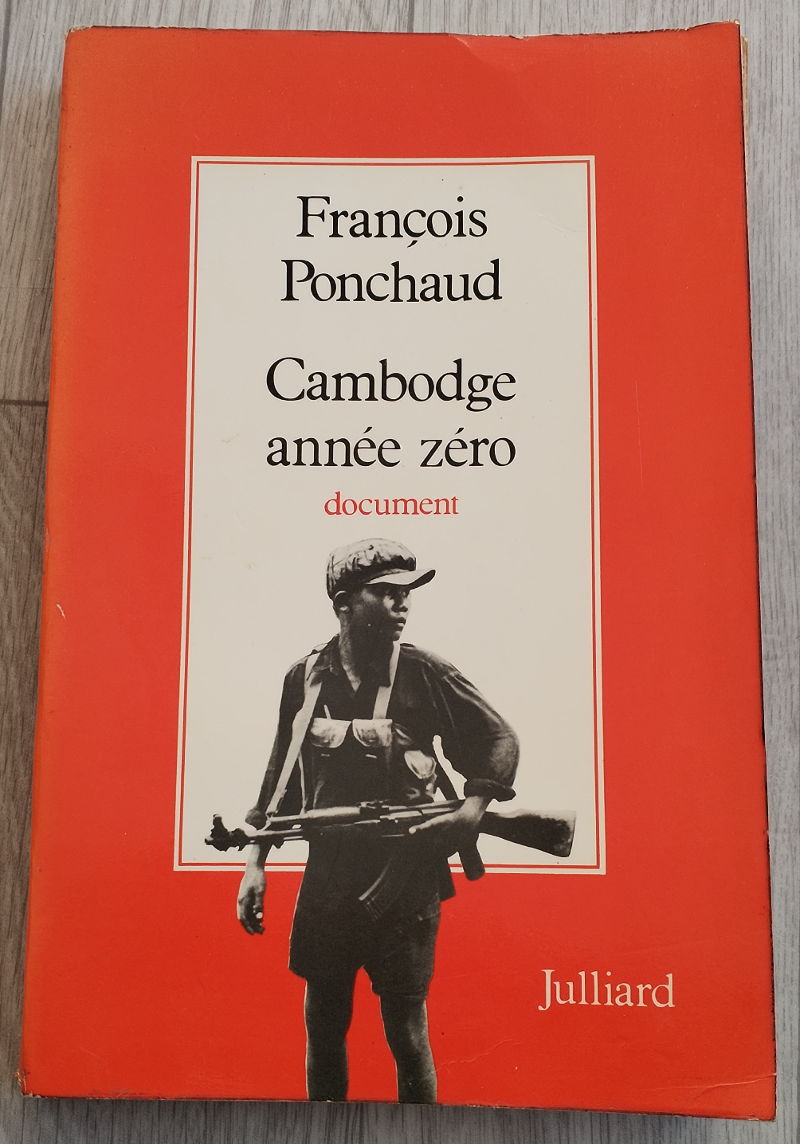 François
Ponchaud
Cambodge
année zéro
document
Julliard